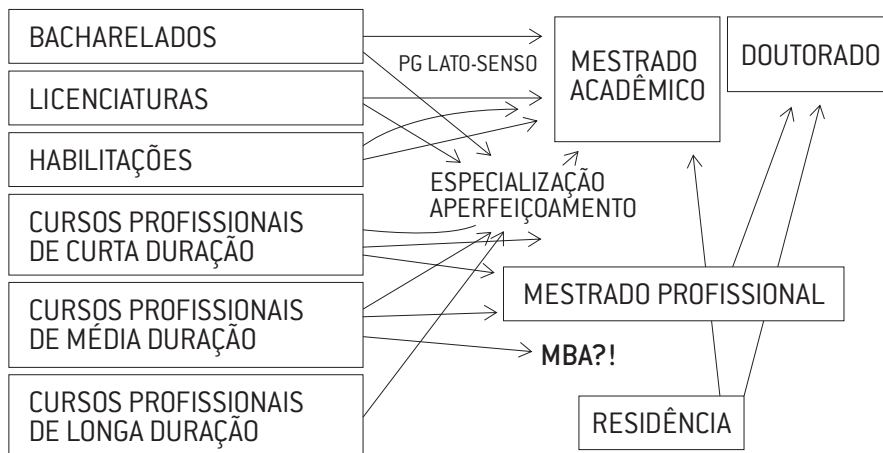 BACHARELADOS
LICENCIATURAS
HABILITAÇÕES
CURSOS PROFISSIONAIS
DE CURTA DURAÇÃO
CURSOS PROFISSIONAIS
DE MÉDIA DURAÇÃO
CURSOS PROFISSIONAIS
DE LONGA DURAÇÃO
PG LATO-SENSO
ESPECIALIZAÇÃO
APERFEIÇOAMENTO
MESTRADO
ACADÊMICO
DOUTORADO
MESTRADO PROFISSIONAL
MBA?!
RESIDÊNCIA